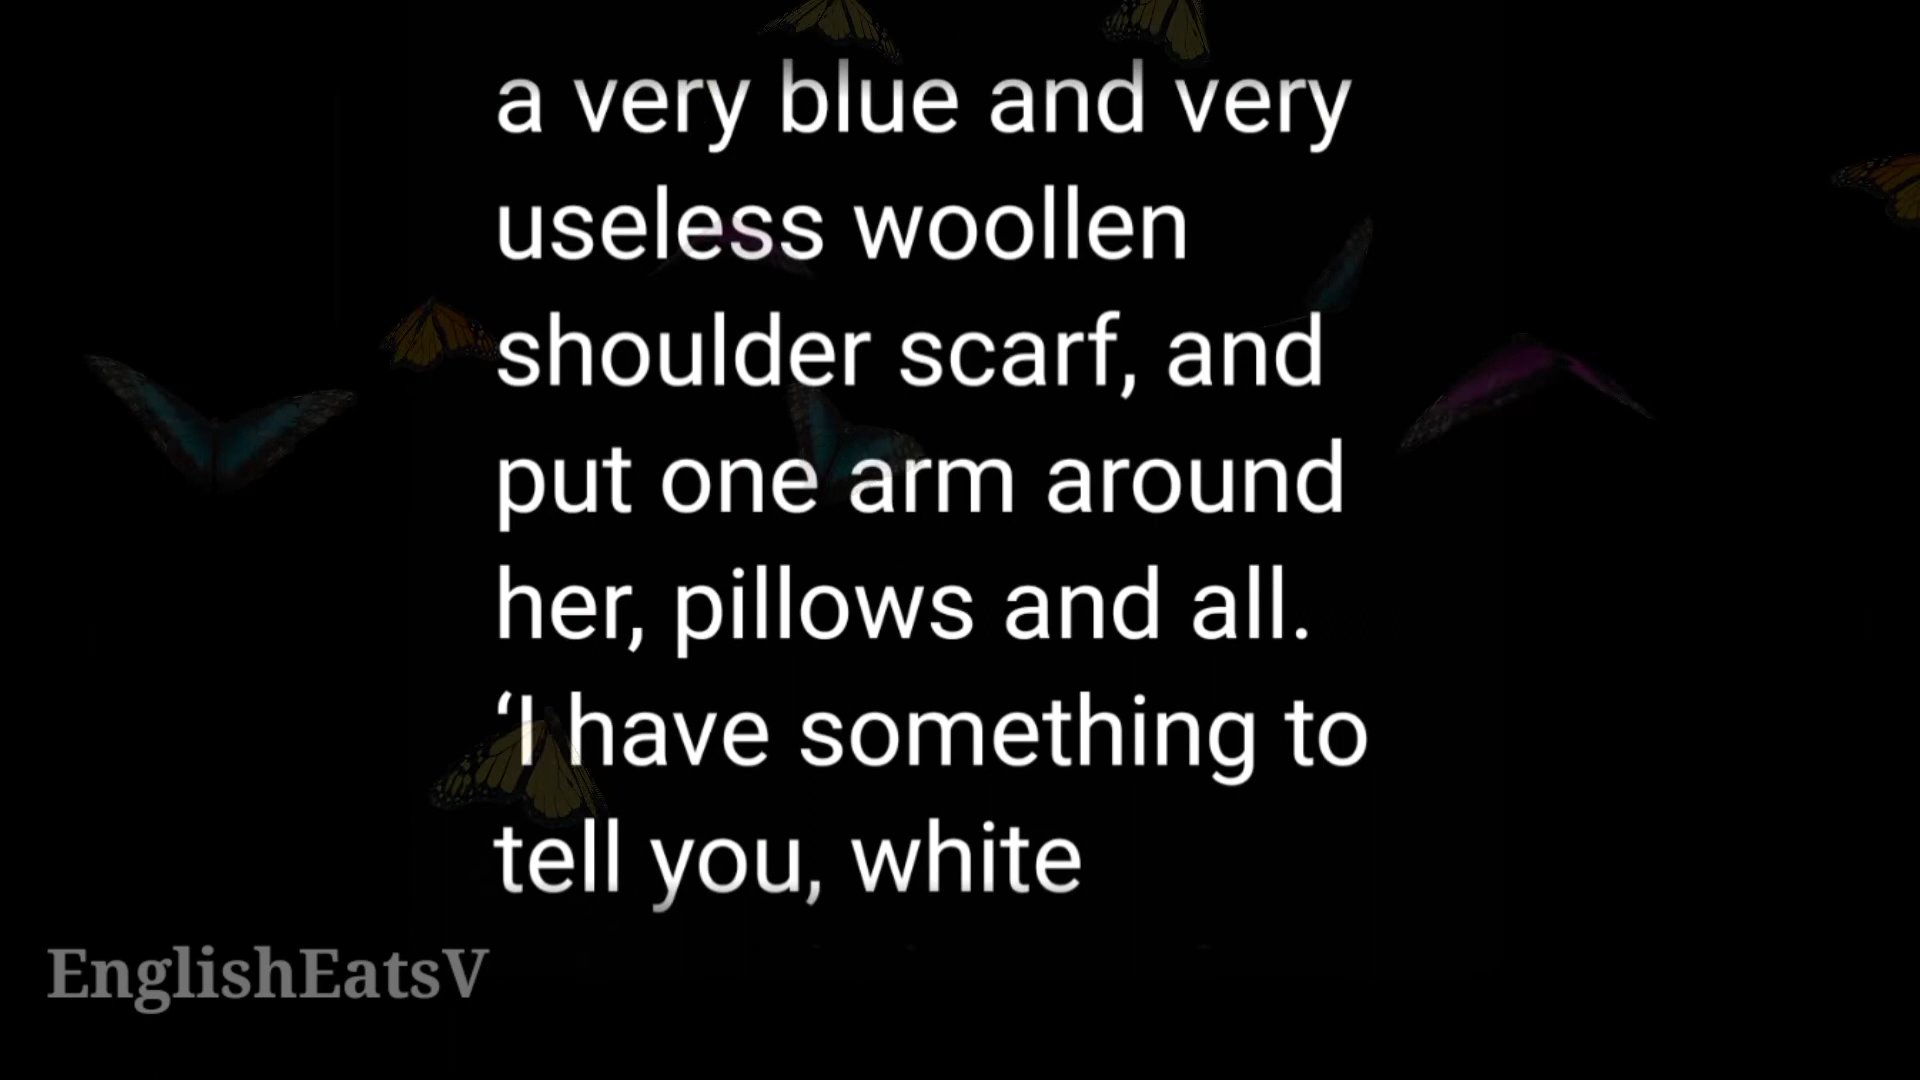 a very blue and very
useless woollen
shoulder scarf, and
put one arm around
her, pillows and all.
‘I have something to
tell you, white
EnglishEatsV